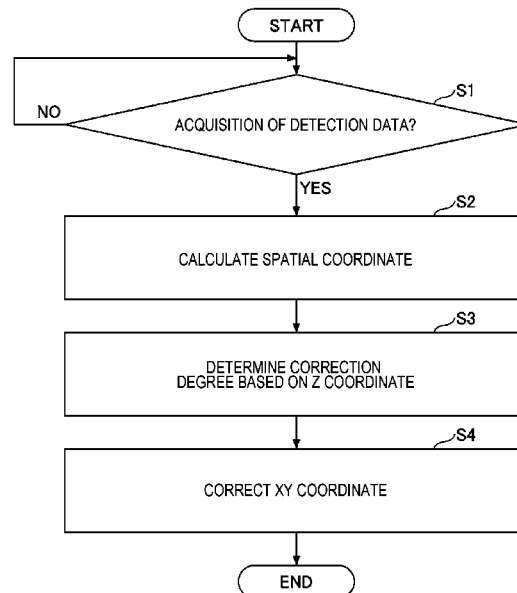 START
S1
NO
ACQUISITION OF DETECTION DATA?
YES
S2
CALCULATE SPATIAL COORDINATE
S3
DETERMINE CORRECTION
DEGREE BASED ON Z COORDINATE
S4
CORRECT XY COORDINATE
END